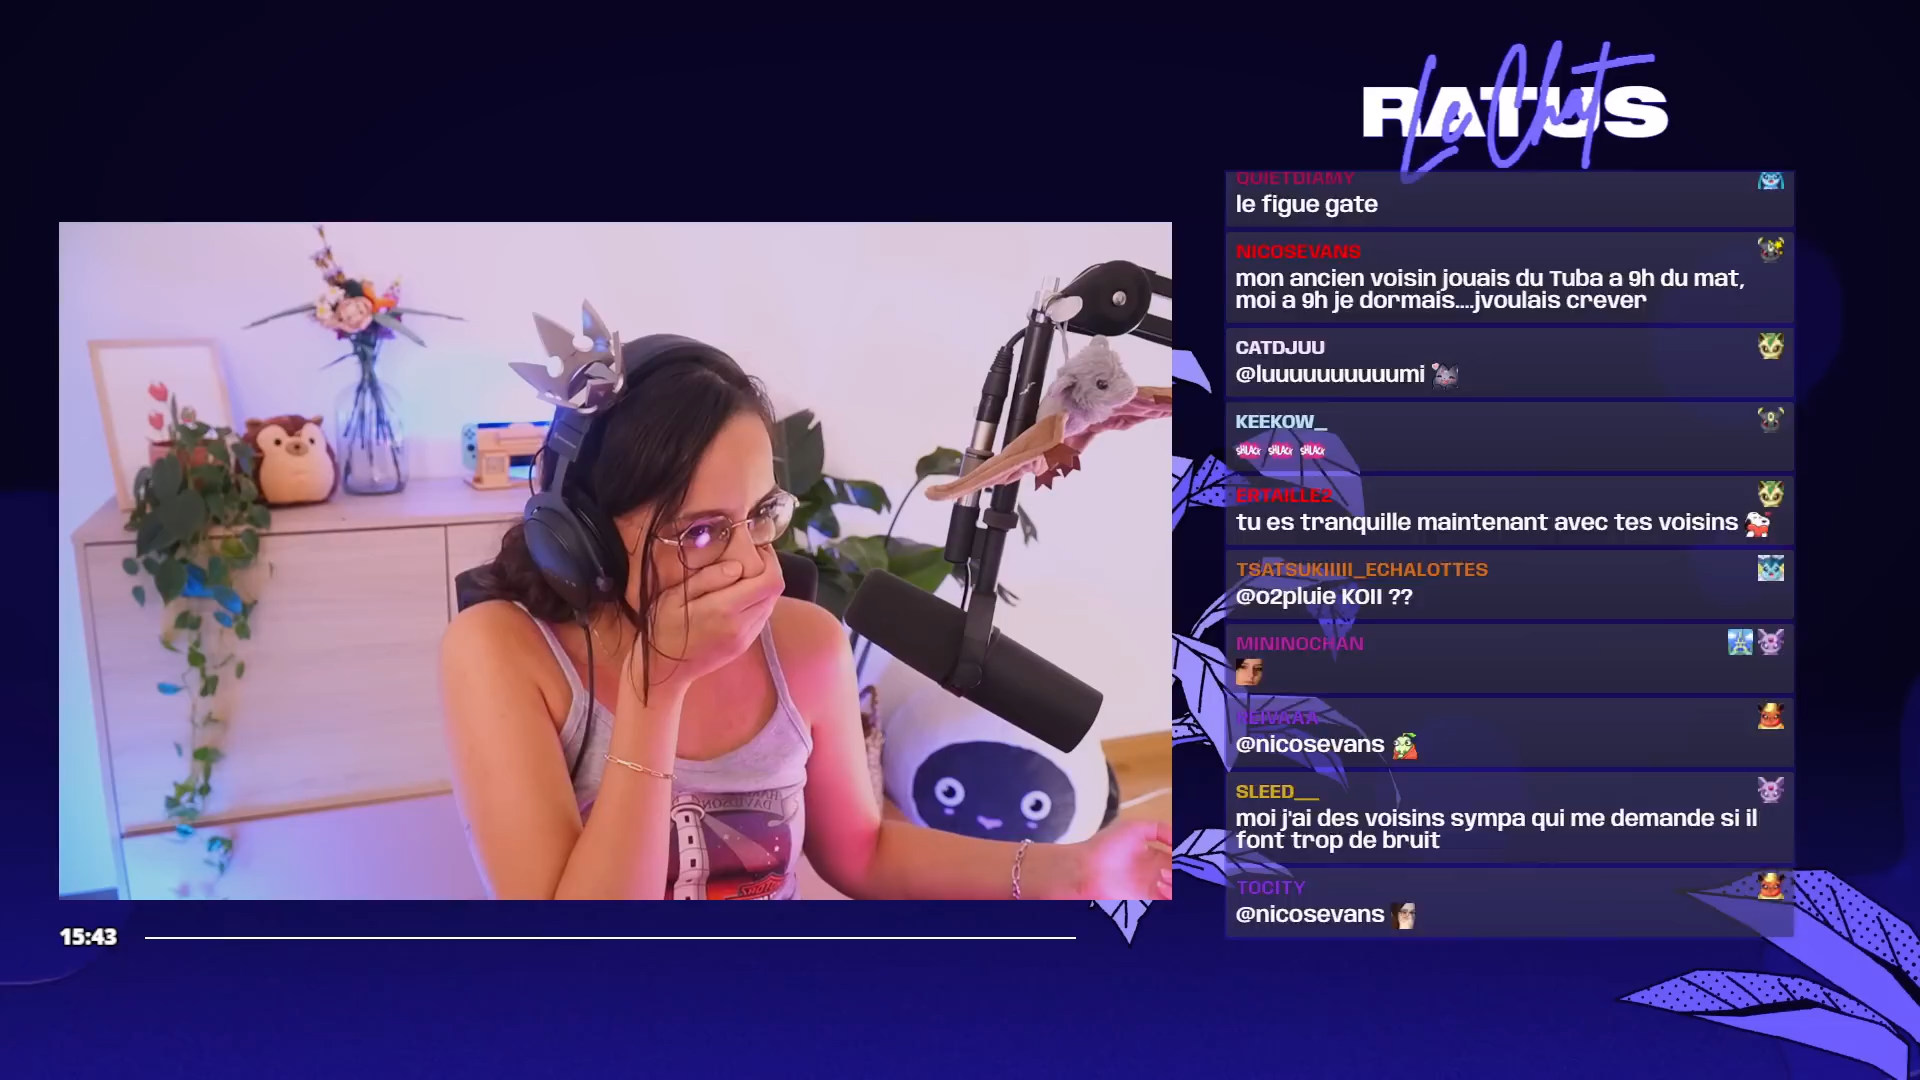 RATUS
Le Chat
QUIETDIAMY
le figue gate
NICOSEVANS
mon ancien voisin jouais du Tuba a 9h du mat,
moi a 9h je dormais....jvoulais crever
CATDJUU
@luuuuuuuuuumi
KEEKOW_
SHLACK SHLACK SHLACK
ERTAILLE2
tu es tranquille maintenant avec tes voisins
TSATSUKIIIII_ECHALOTTES
@o2pluie KOII ??
MININOCHAN
@nicosevans
SLEED__
moi j'ai des voisins sympa qui me demande si il
font trop de bruit
TOCITY
@nicosevans
15:43